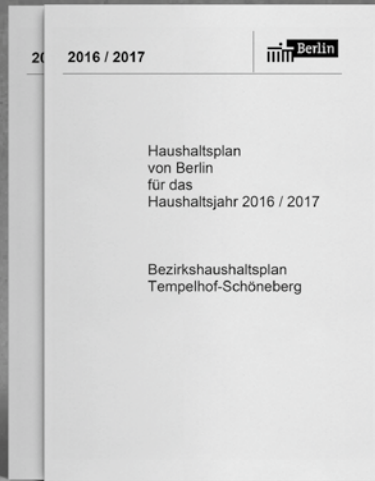 20
2016 / 2017
Berlin
Haushaltsplan
von Berlin
für das
Haushaltsjahr 2016 / 2017
Bezirkshaushaltsplan
Tempelhof-Schöneberg